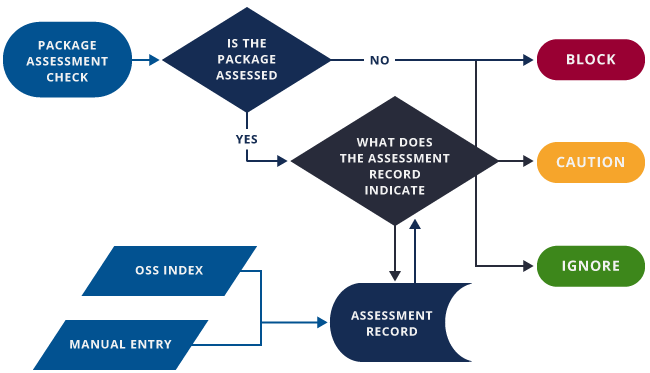 PACKAGE
ASSESSMENT
CHECK
IS THE
PACKAGE
ASSESSED
NO
BLOCK
YES
WHAT DOES
THE ASSESSMENT
RECORD
INDICATE
CAUTION
IGNORE
OSS INDEX
MANUAL ENTRY
ASSESSMENT
RECORD